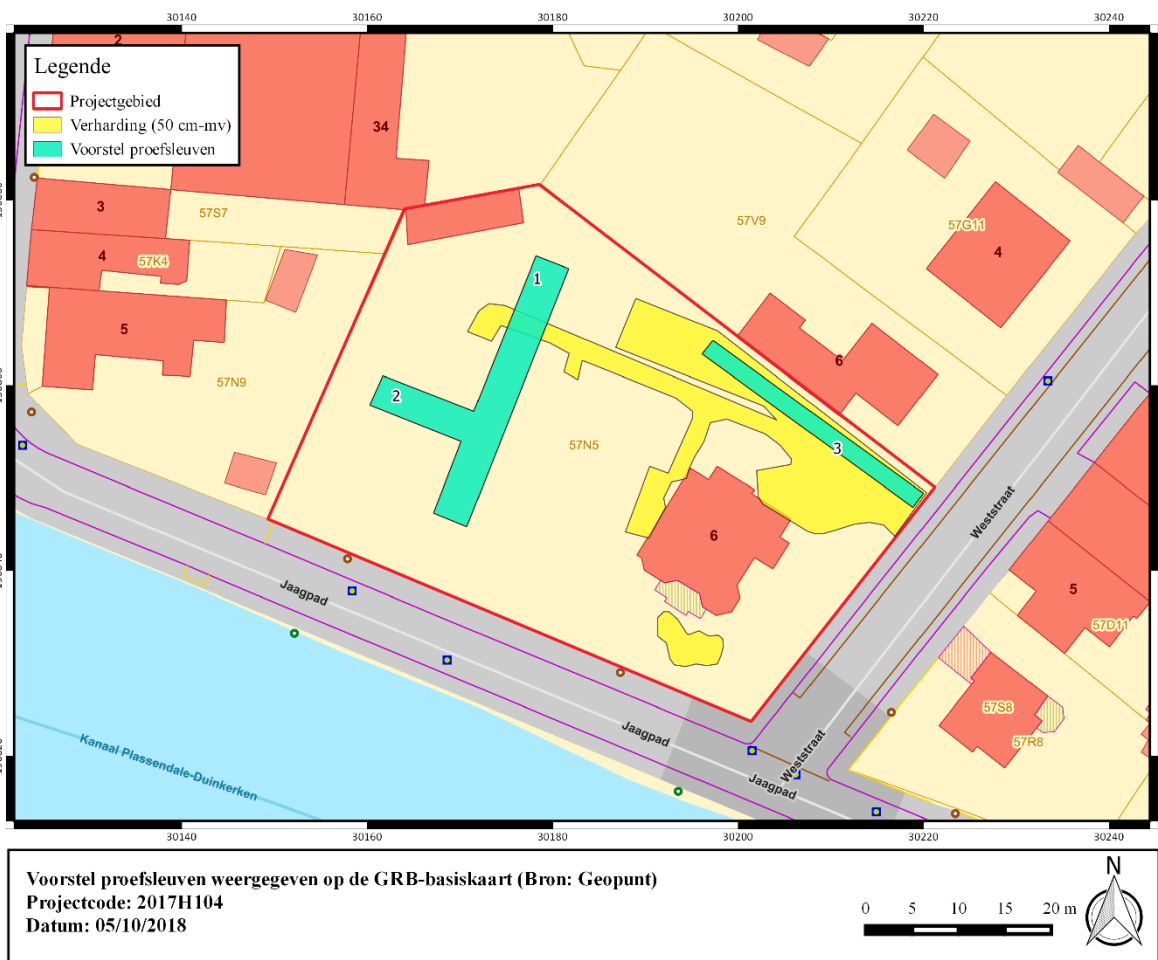 30140 30160 30180 30200 30220 30240
Legende
Projectgebied
Verharding (50 cm-mv)
Voorstel proefsleuven
2
34
3
57S7
4
57K4
5
57N9
57V9
57G11
4
6
1
2
3
57N5
6
Weststraat
5
57D11
57S8
57R8
Jaagpad
Jaagpad
Weststraat
Jaagpad
Kanaal Plassendale-Duinkerken
30140 30160 30180 30200 30220 30240
Voorstel proefsleuven weergegeven op de GRB-basiskaart (Bron: Geopunt)
Projectcode: 2017H104
Datum: 05/10/2018
0 5 10 15 20 m
N